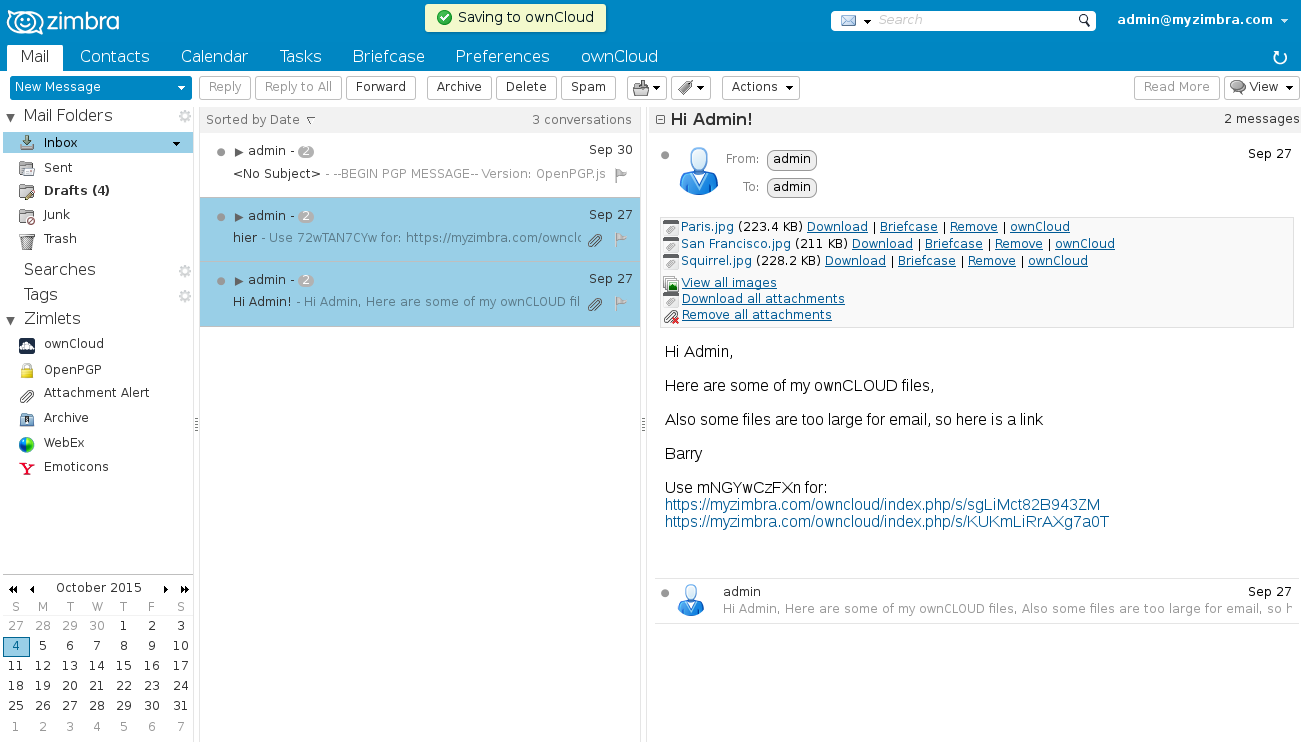 zimbra
Saving to ownCloud
Search
admin@myzimbra.com
Mail Contacts Calendar Tasks Briefcase Preferences ownCloud
New Message
Reply Reply to All Forward Archive Delete Spam Actions Read More View
Mail Folders
Inbox
Sent
Drafts (4)
Junk
Trash
Searches
Tags
Zimlets
ownCloud
OpenPGP
Attachment Alert
Archive
WebEx
Emoticons
October 2015
S M T W T F S
27 28 29 30 1 2 3
4 5 6 7 8 9 10
11 12 13 14 15 16 17
18 19 20 21 22 23 24
25 26 27 28 29 30 31
1 2 3 4 5 6 7
Sorted by Date 3 conversations
admin - 2 Sep 30
<No Subject> - --BEGIN PGP MESSAGE-- Version: OpenPGP.js
admin - 2 Sep 27
hier - Use 72wTAN7CYw for: https://myzimbra.com/ownclo
admin - 2 Sep 27
Hi Admin! - Hi Admin, Here are some of my ownCLOUD fil
Hi Admin! 2 messages
From: admin Sep 27
To: admin
Paris.jpg (223.4 KB) Download | Briefcase | Remove | ownCloud
San Francisco.jpg (211 KB) Download | Briefcase | Remove | ownCloud
Squirrel.jpg (228.2 KB) Download | Briefcase | Remove | ownCloud
View all images
Download all attachments
Remove all attachments
Hi Admin,
Here are some of my ownCLOUD files,
Also some files are too large for email, so here is a link
Barry
Use mNGYwCzFXn for:
https://myzimbra.com/owncloud/index.php/s/sgLiMct82B943ZM
https://myzimbra.com/owncloud/index.php/s/KUKmLiRrAXg7a0T
admin Sep 27
Hi Admin, Here are some of my ownCLOUD files, Also some files are too large for email, so h